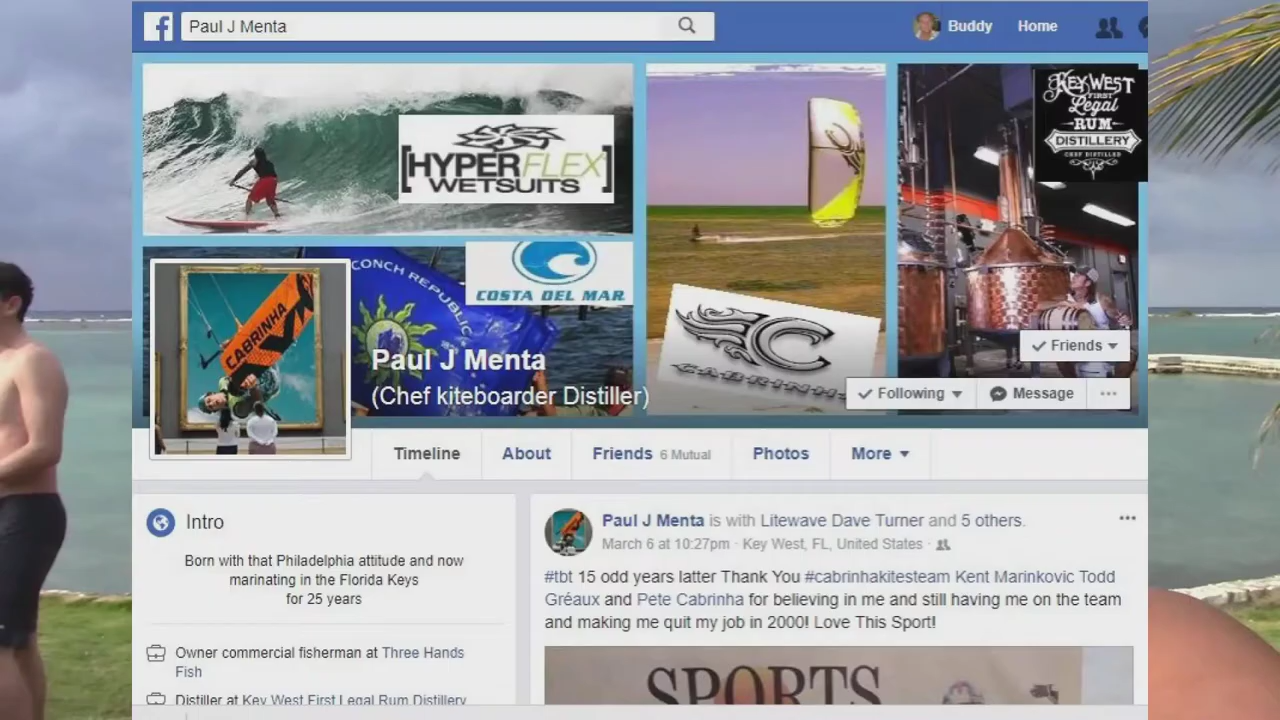 Paul J Menta
Buddy
Home
[HYPERFLEX]
WETSUITS
KEY WEST
FIRST
Legal
RUM
DISTILLERY
CHEF DISTILLED
CONCH REPUBLIC
COSTA DEL MAR
CABRINHA
C
CABRINHA
Paul J Menta
(Chef kiteboarder Distiller)
Friends
Following
Message
Timeline
About
Friends 6 Mutual
Photos
More
Intro
Born with that Philadelphia attitude and now
marinating in the Florida Keys
for 25 years
Owner commercial fisherman at Three Hands
Fish
Distiller at Key West First Legal Rum Distillery
Paul J Menta is with Litewave Dave Turner and 5 others.
March 6 at 10:27pm · Key West, FL, United States ·
#tbt 15 odd years latter Thank You #cabrinhakitesteam Kent Marinkovic Todd
Gréaux and Pete Cabrinha for believing in me and still having me on the team
and making me quit my job in 2000! Love This Sport!
SPORTS